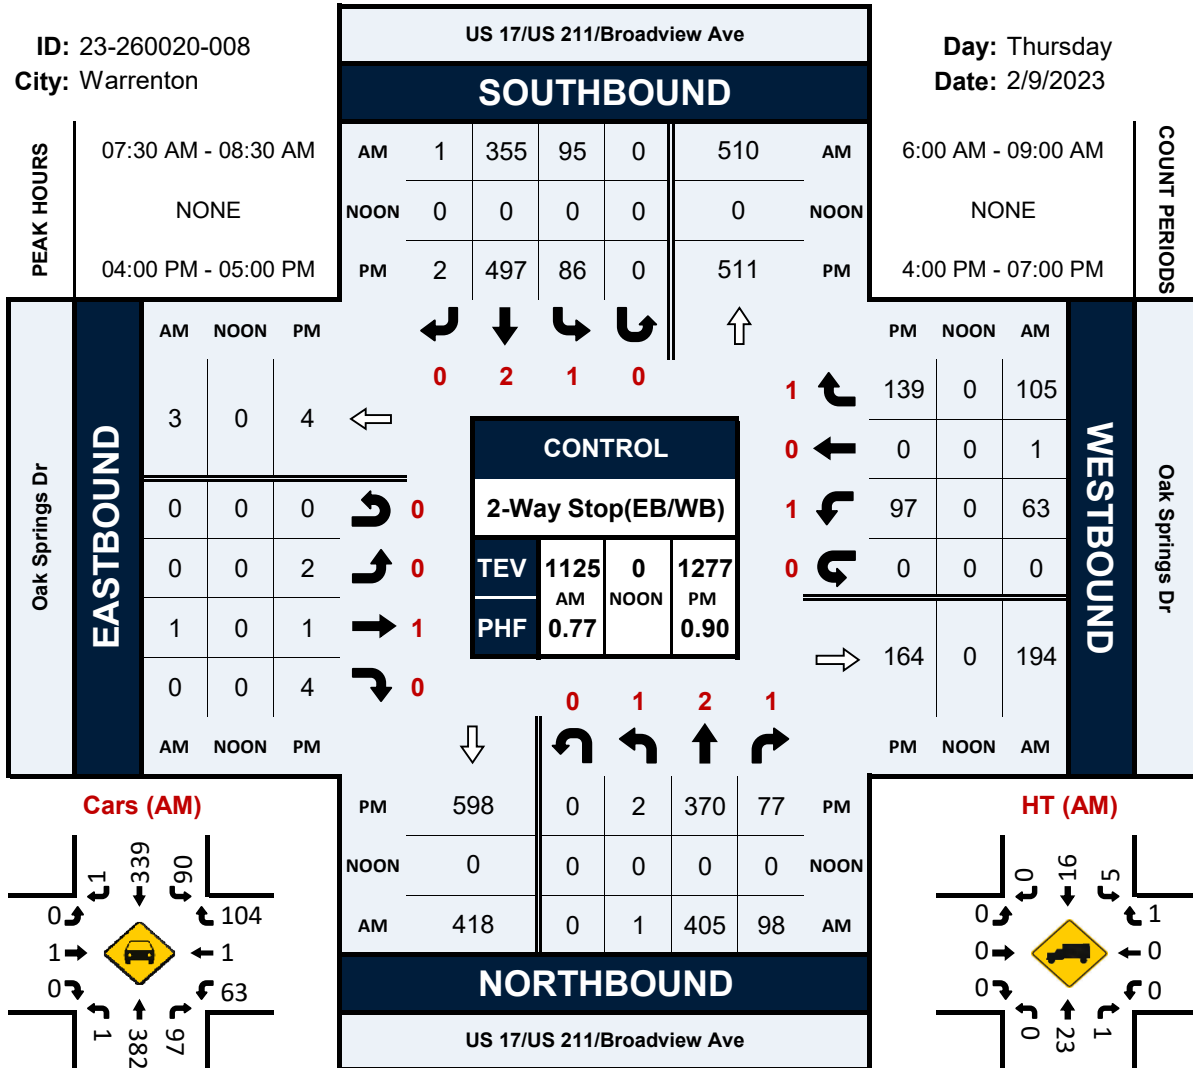 ID: 23-260020-008
City: Warrenton
US 17/US 211/Broadview Ave
SOUTHBOUND
Day: Thursday
Date: 2/9/2023
PEAK HOURS
07:30 AM - 08:30 AM
NONE
04:00 PM - 05:00 PM
AM 1 355 95 0 510 AM
NOON 0 0 0 0 0 NOON
PM 2 497 86 0 511 PM
0 2 1 0
6:00 AM - 09:00 AM
NONE
4:00 PM - 07:00 PM
COUNT PERIODS
Oak Springs Dr
EASTBOUND
AM NOON PM
3 0 4
0 0 0 0
0 0 2 0
1 0 1 1
0 0 4 0
AM NOON PM
CONTROL
2-Way Stop(EB/WB)
TEV 1125 0 1277
AM NOON PM
PHF 0.77 0.90
PM NOON AM
1 139 0 105
0 0 0 1
1 97 0 63
0 0 0 0
164 0 194
PM NOON AM
WESTBOUND
Oak Springs Dr
0 1 2 1
PM 598 0 2 370 77 PM
NOON 0 0 0 0 0 NOON
AM 418 0 1 405 98 AM
NORTHBOUND
US 17/US 211/Broadview Ave
Cars (AM)
1 339 90
0 104
1 1
0 63
1 382 97
HT (AM)
0 16 5
0 1
0 0
0 0
0 23 1